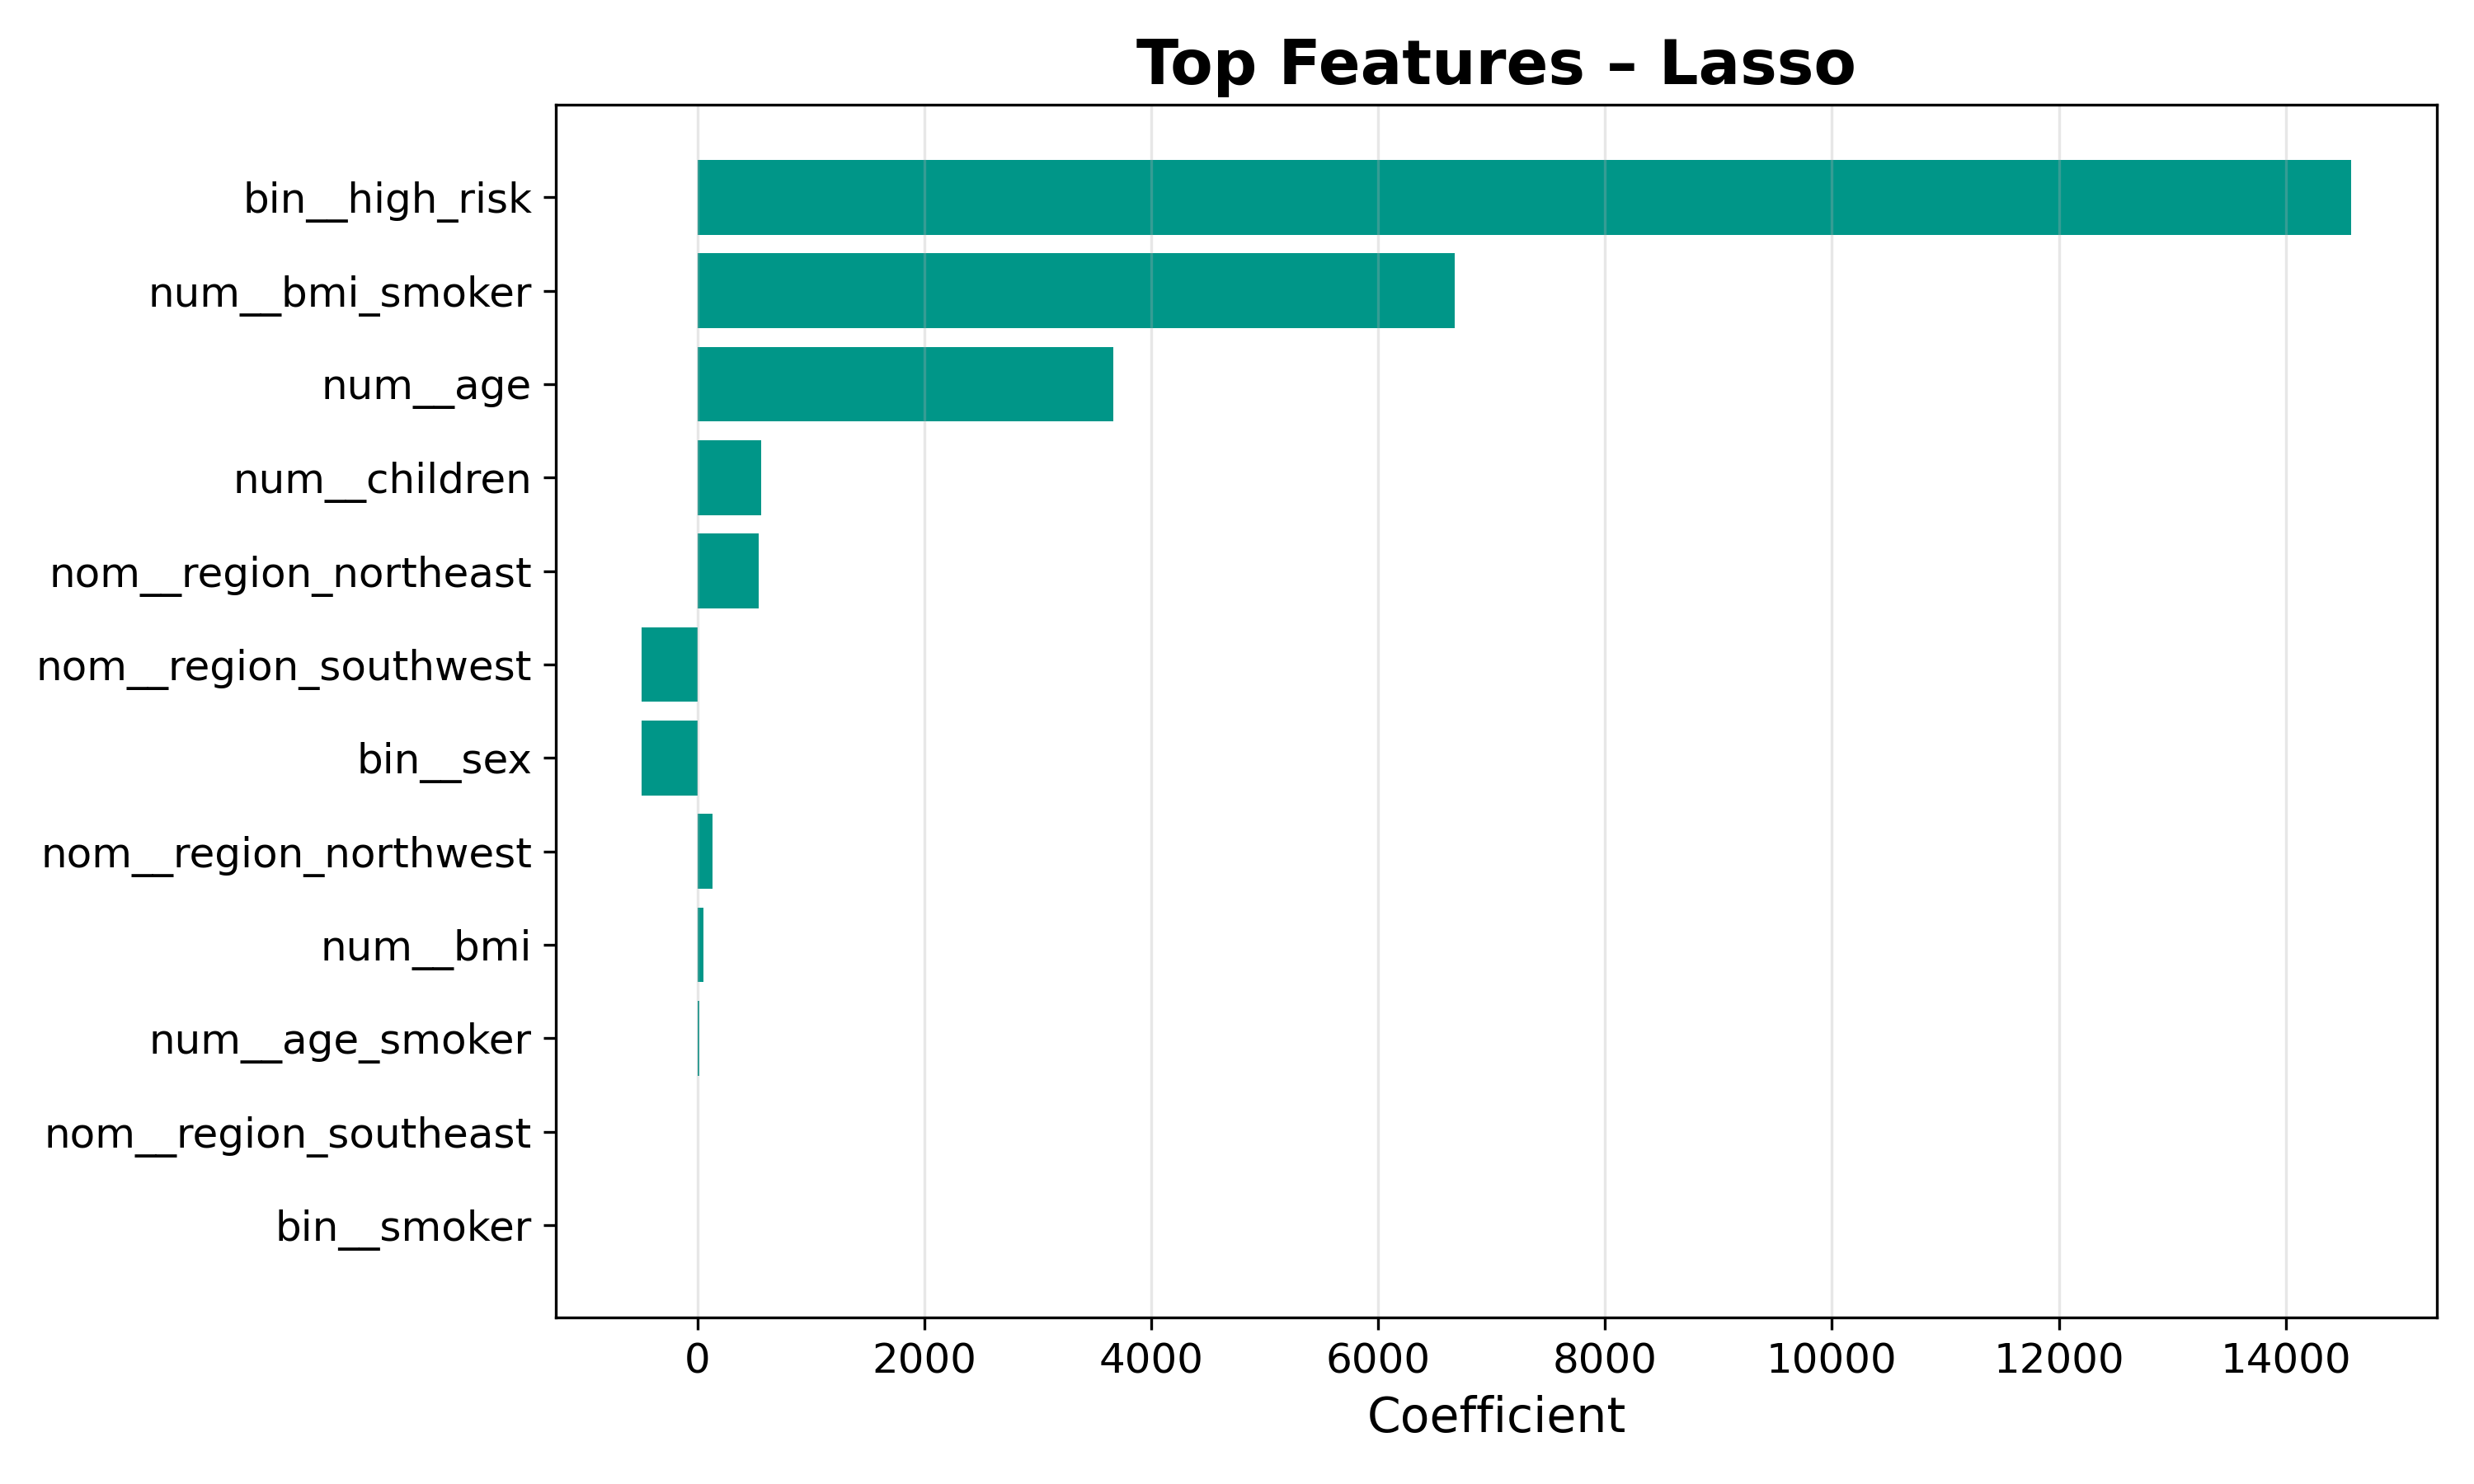 Top Features – Lasso
bin__high_risk
num__bmi_smoker
num__age
num__children
nom__region_northeast
nom__region_southwest
bin__sex
nom__region_northwest
num__bmi
num__age_smoker
nom__region_southeast
bin__smoker
0 2000 4000 6000 8000 10000 12000 14000
Coefficient